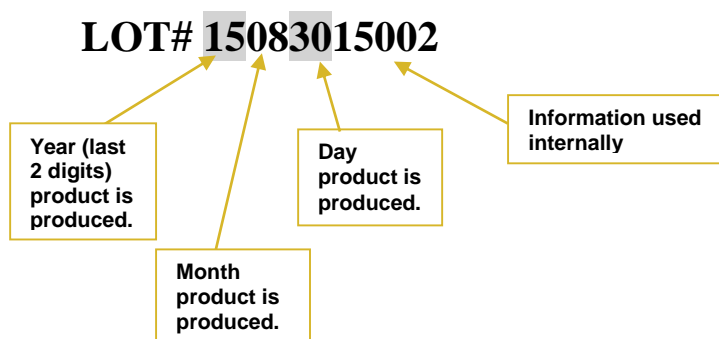 LOT# 15083015002
Year (last
2 digits)
product is
produced.
Month
product is
produced.
Day
product is
produced.
Information used
internally